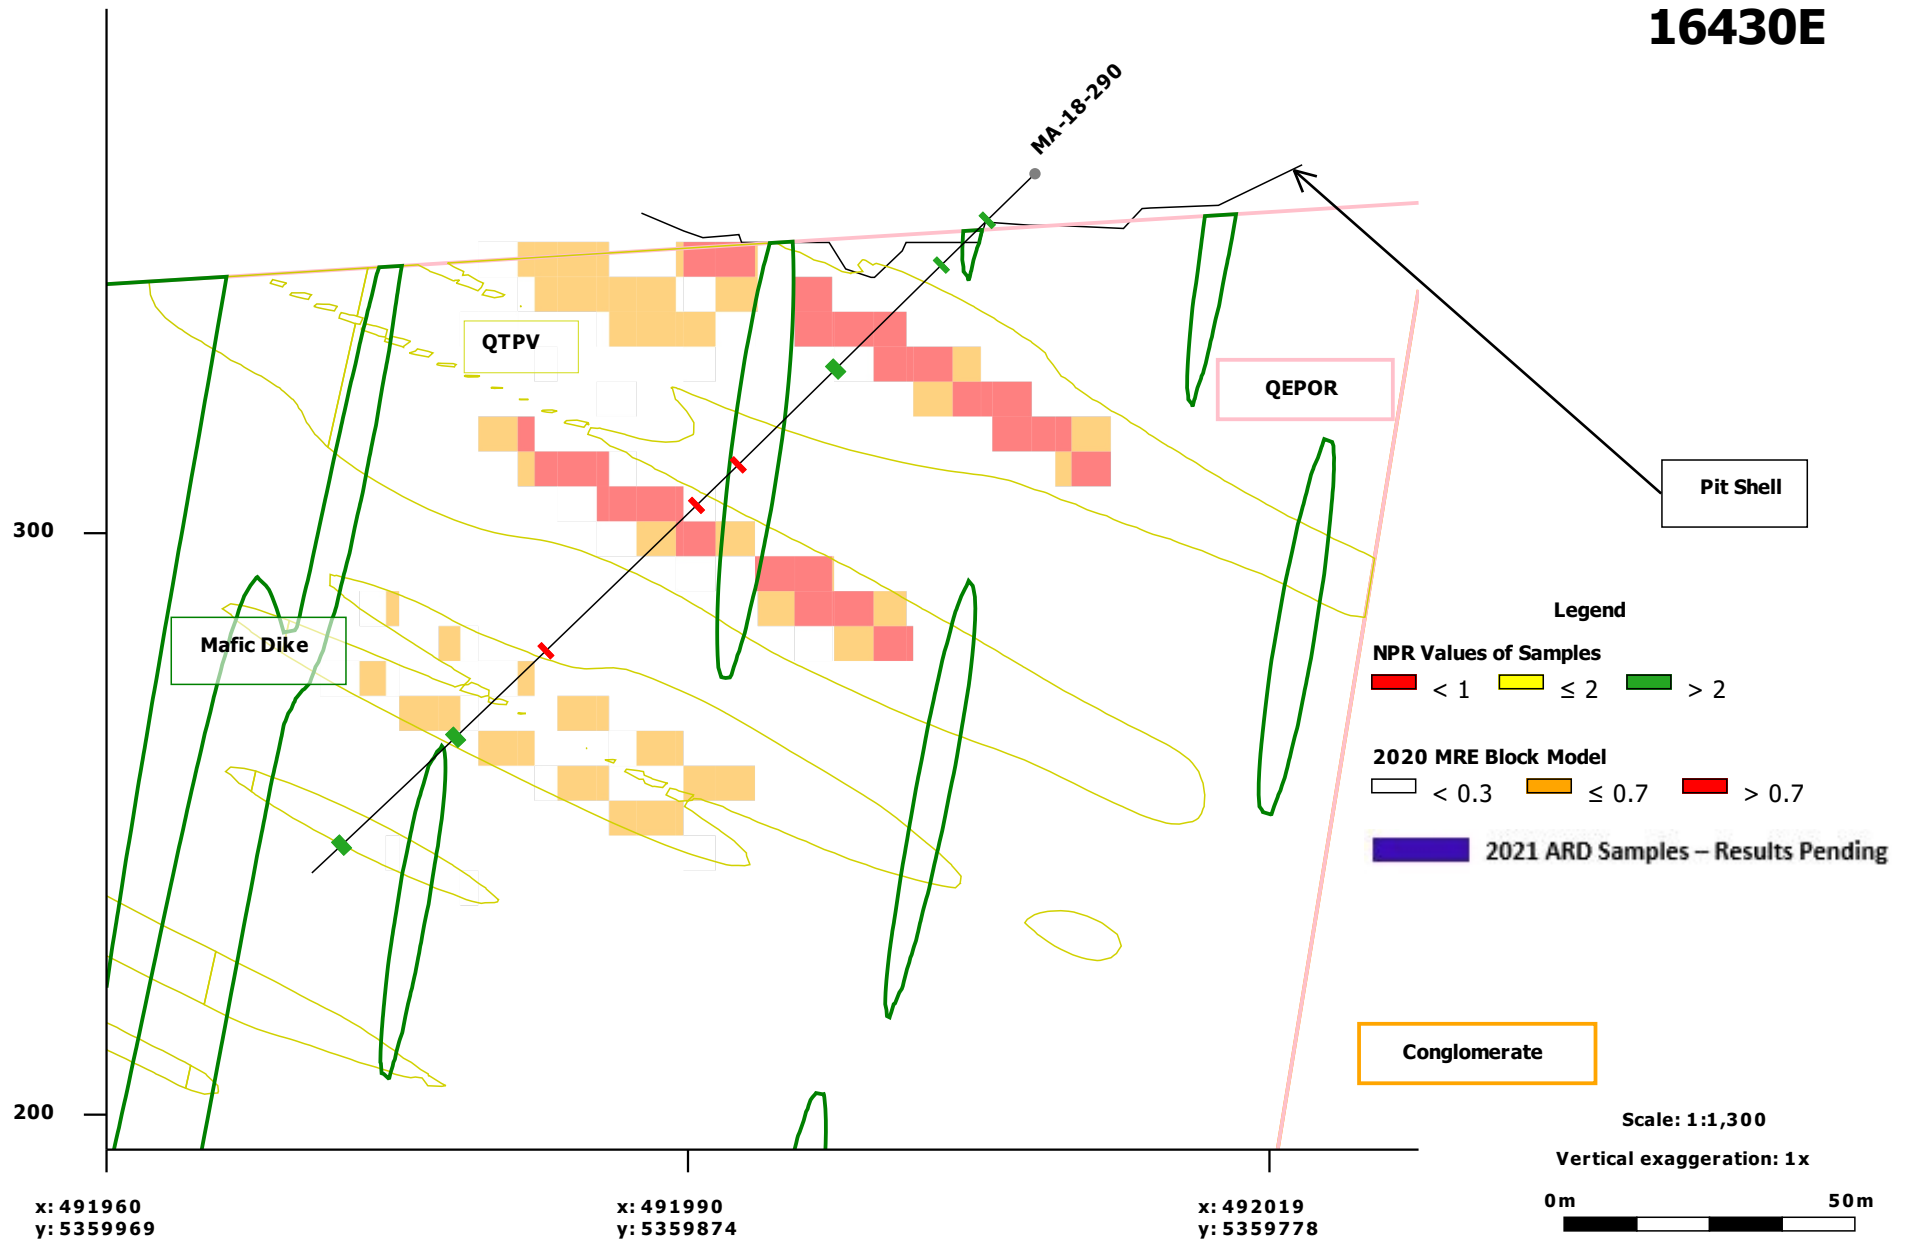 16430E
MA-18-290
QTPV
QEPOR
Pit Shell
300
Mafic Dike
Legend
NPR Values of Samples
< 1 ≤ 2 > 2
2020 MRE Block Model
< 0.3 ≤ 0.7 > 0.7
2021 ARD Samples – Results Pending
Conglomerate
200
Scale: 1:1,300
Vertical exaggeration: 1x
0m 50m
x: 491960
y: 5359969
x: 491990
y: 5359874
x: 492019
y: 5359778